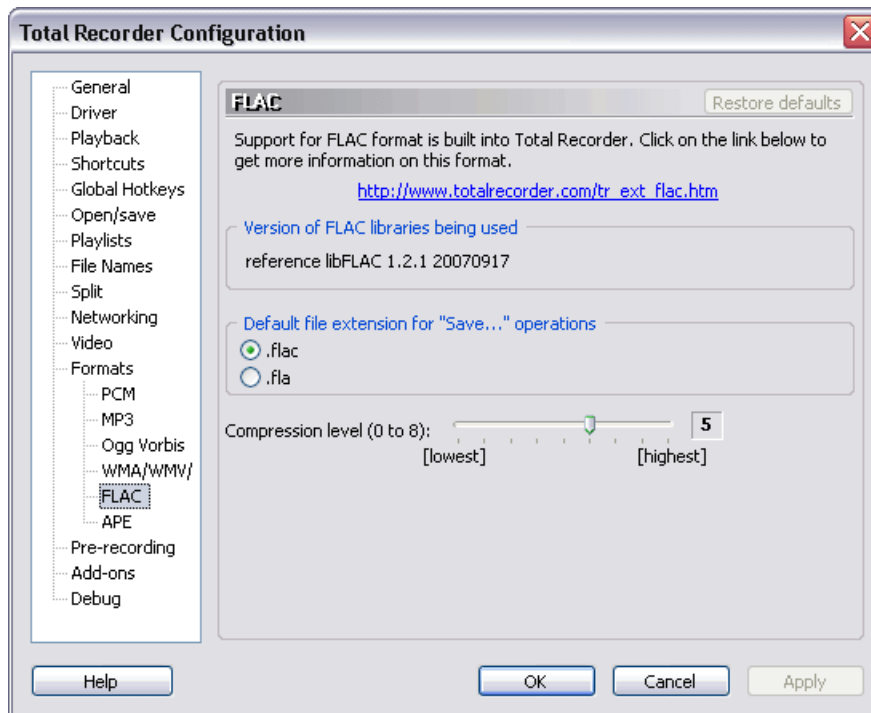 Total Recorder Configuration
General
Driver
Playback
Shortcuts
Global Hotkeys
Open/save
Playlists
File Names
Split
Networking
Video
Formats
PCM
MP3
Ogg Vorbis
WMA/WMV/
FLAC
APE
Pre-recording
Add-ons
Debug
FLAC
Restore defaults
Support for FLAC format is built into Total Recorder. Click on the link below to
get more information on this format.
http://www.totalrecorder.com/tr_ext_flac.htm
Version of FLAC libraries being used
reference libFLAC 1.2.1 20070917
Default file extension for "Save..." operations
.flac
.fla
Compression level (0 to 8):
5
[lowest]
[highest]
Help
OK
Cancel
Apply